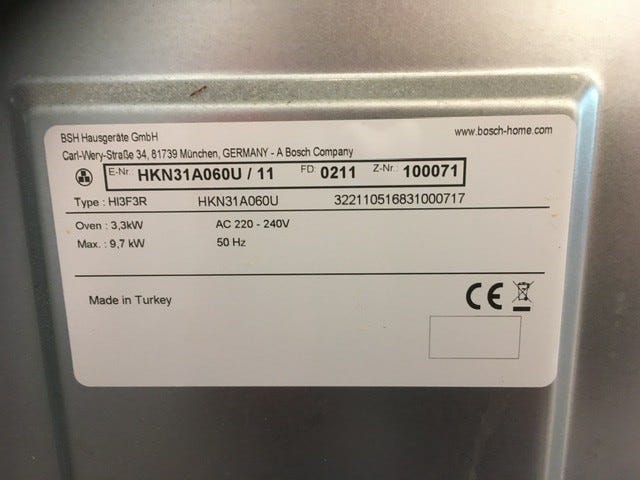 BSH Hausgeräte GmbH www.bosch-home.com
Carl-Wery-Straße 34, 81739 München, GERMANY - A Bosch Company
E-Nr.: HKN31A060U / 11 FD: 0211 Z-Nr.: 100071
Type : HI3F3R HKN31A060U 322110516831000717
Oven : 3,3kW AC 220 - 240V
Max. : 9,7 kW 50 Hz
Made in Turkey CE